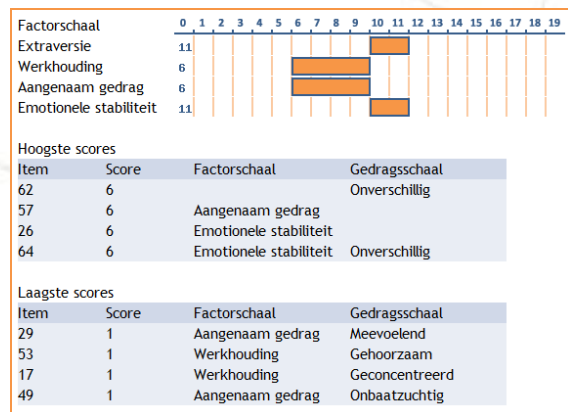 Factorschaal 0 1 2 3 4 5 6 7 8 9 10 11 12 13 14 15 16 17 18 19
Extraversie 11
Werkhouding 6
Aangenaam gedrag 6
Emotionele stabiliteit 11
Hoogste scores
Item Score Factorschaal Gedragsschaal
62 6 Onverschillig
57 6 Aangenaam gedrag
26 6 Emotionele stabiliteit
64 6 Emotionele stabiliteit Onverschillig
Laagste scores
Item Score Factorschaal Gedragsschaal
29 1 Aangenaam gedrag Meevoelend
53 1 Werkhouding Gehoorzaam
17 1 Werkhouding Geconcentreerd
49 1 Aangenaam gedrag Onbaatzuchtig